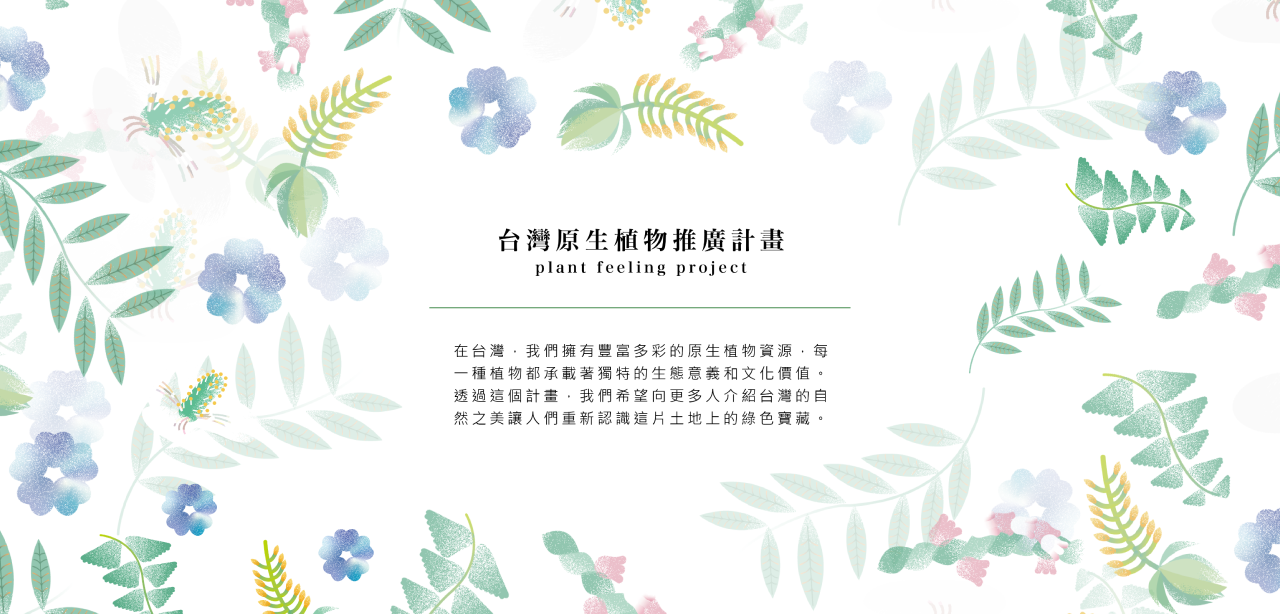 台灣原生植物推廣計畫
plant feeling project
在台灣，我們擁有豐富多彩的原生植物資源，每
一種植物都承載著獨特的生態意義和文化價值。
透過這個計畫，我們希望向更多人介紹台灣的自
然之美讓人們重新認識這片土地上的綠色寶藏。